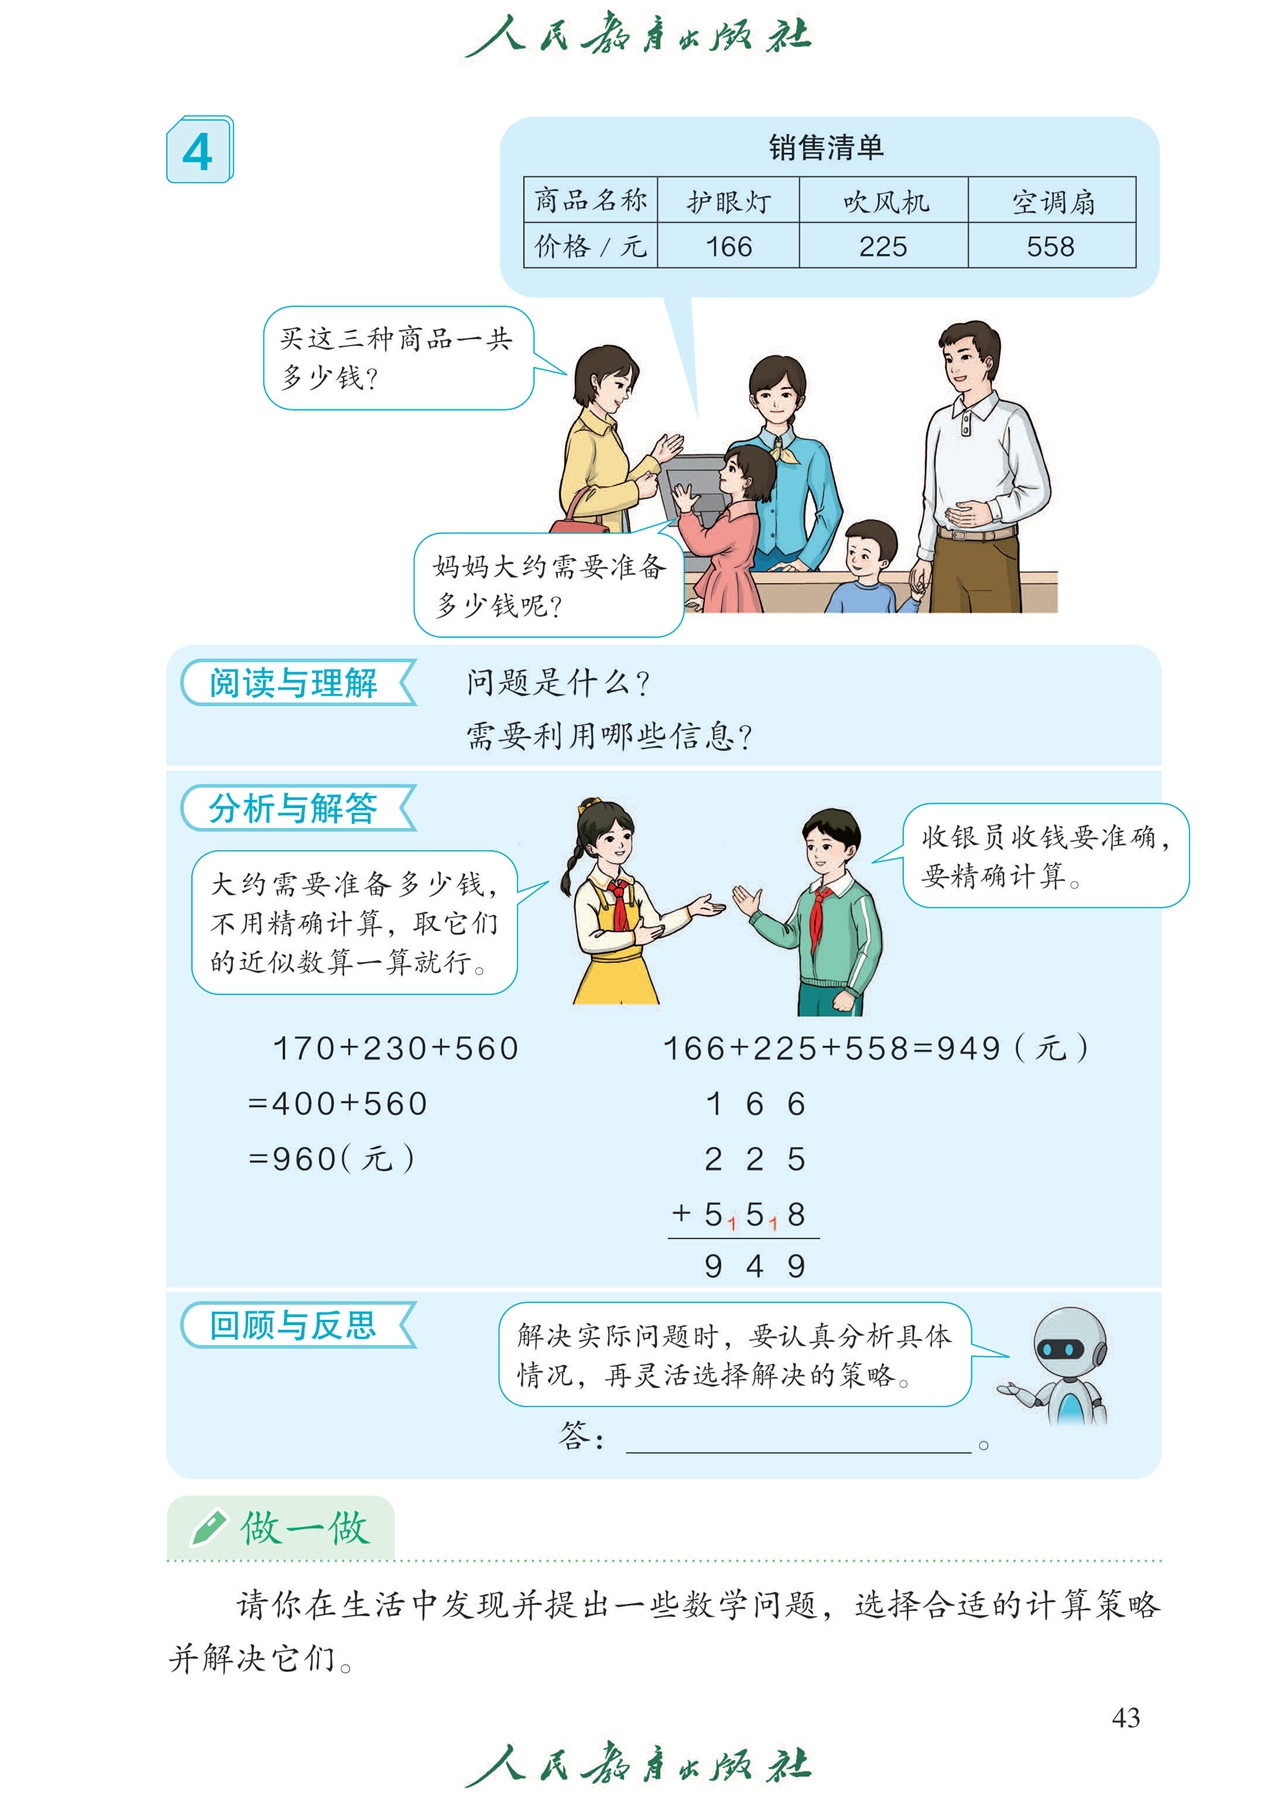 人民教育出版社
4
销售清单
商品名称 护眼灯 吹风机 空调扇
价格/元 166 225 558
买这三种商品一共
多少钱?
妈妈大约需要准备
多少钱呢?
阅读与理解
问题是什么?
需要利用哪些信息?
分析与解答
收银员收钱要准确，
要精确计算。
大约需要准备多少钱，
不用精确计算，取它们
的近似数算一算就行。
170+230+560
=400+560
=960(元)
166+225+558=949(元)
1 6 6
2 2 5
+ 5 1 5 1 8
9 4 9
回顾与反思
解决实际问题时，要认真分析具体
情况，再灵活选择解决的策略。
答：。
做一做
请你在生活中发现并提出一些数学问题，选择合适的计算策略
并解决它们。
43
人民教育出版社